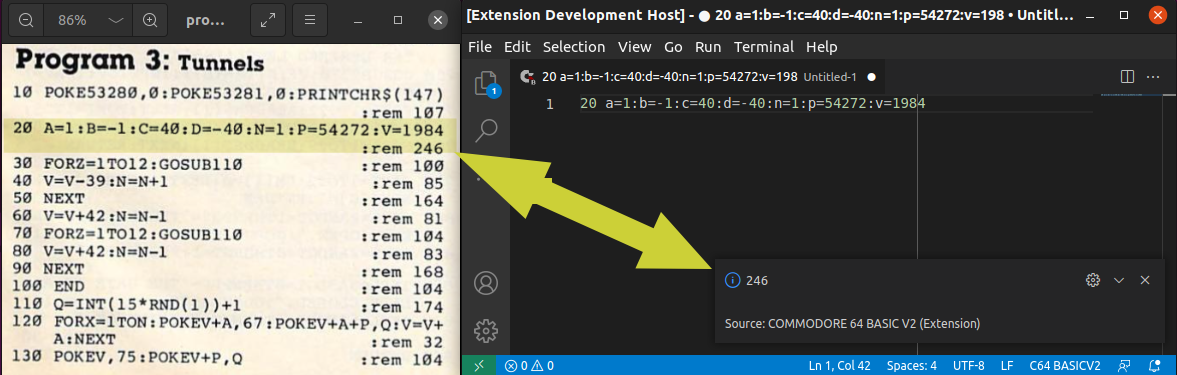 86%
pro...
Program 3: Tunnels
10 POKE53280,0:POKE53281,0:PRINTCHR$(147)
:rem 107
20 A=1:B=-1:C=40:D=-40:N=1:P=54272:V=1984
:rem 246
30 FORZ=1TO12:GOSUB110 :rem 100
40 V=V-39:N=N+1 :rem 85
50 NEXT :rem 164
60 V=V+42:N=N-1 :rem 81
70 FORZ=1TO12:GOSUB110 :rem 104
80 V=V+42:N=N-1 :rem 83
90 NEXT :rem 168
100 END :rem 104
110 Q=INT(15*RND(1))+1 :rem 174
120 FORX=1TON:POKEV+A,67:POKEV+A+P,Q:V=V+
A:NEXT :rem 32
130 POKEV,75:POKEV+P,Q :rem 104
[Extension Development Host] - ● 20 a=1:b=-1:c=40:d=-40:n=1:p=54272:v=198 • Untitl...
File Edit Selection View Go Run Terminal Help
20 a=1:b=-1:c=40:d=-40:n=1:p=54272:v=198 Untitled-1 ●
1 20 a=1:b=-1:c=40:d=-40:n=1:p=54272:v=1984
1
246
Source: COMMODORE 64 BASIC V2 (Extension)
0 0 Ln 1, Col 42 Spaces: 4 UTF-8 LF C64 BASICV2